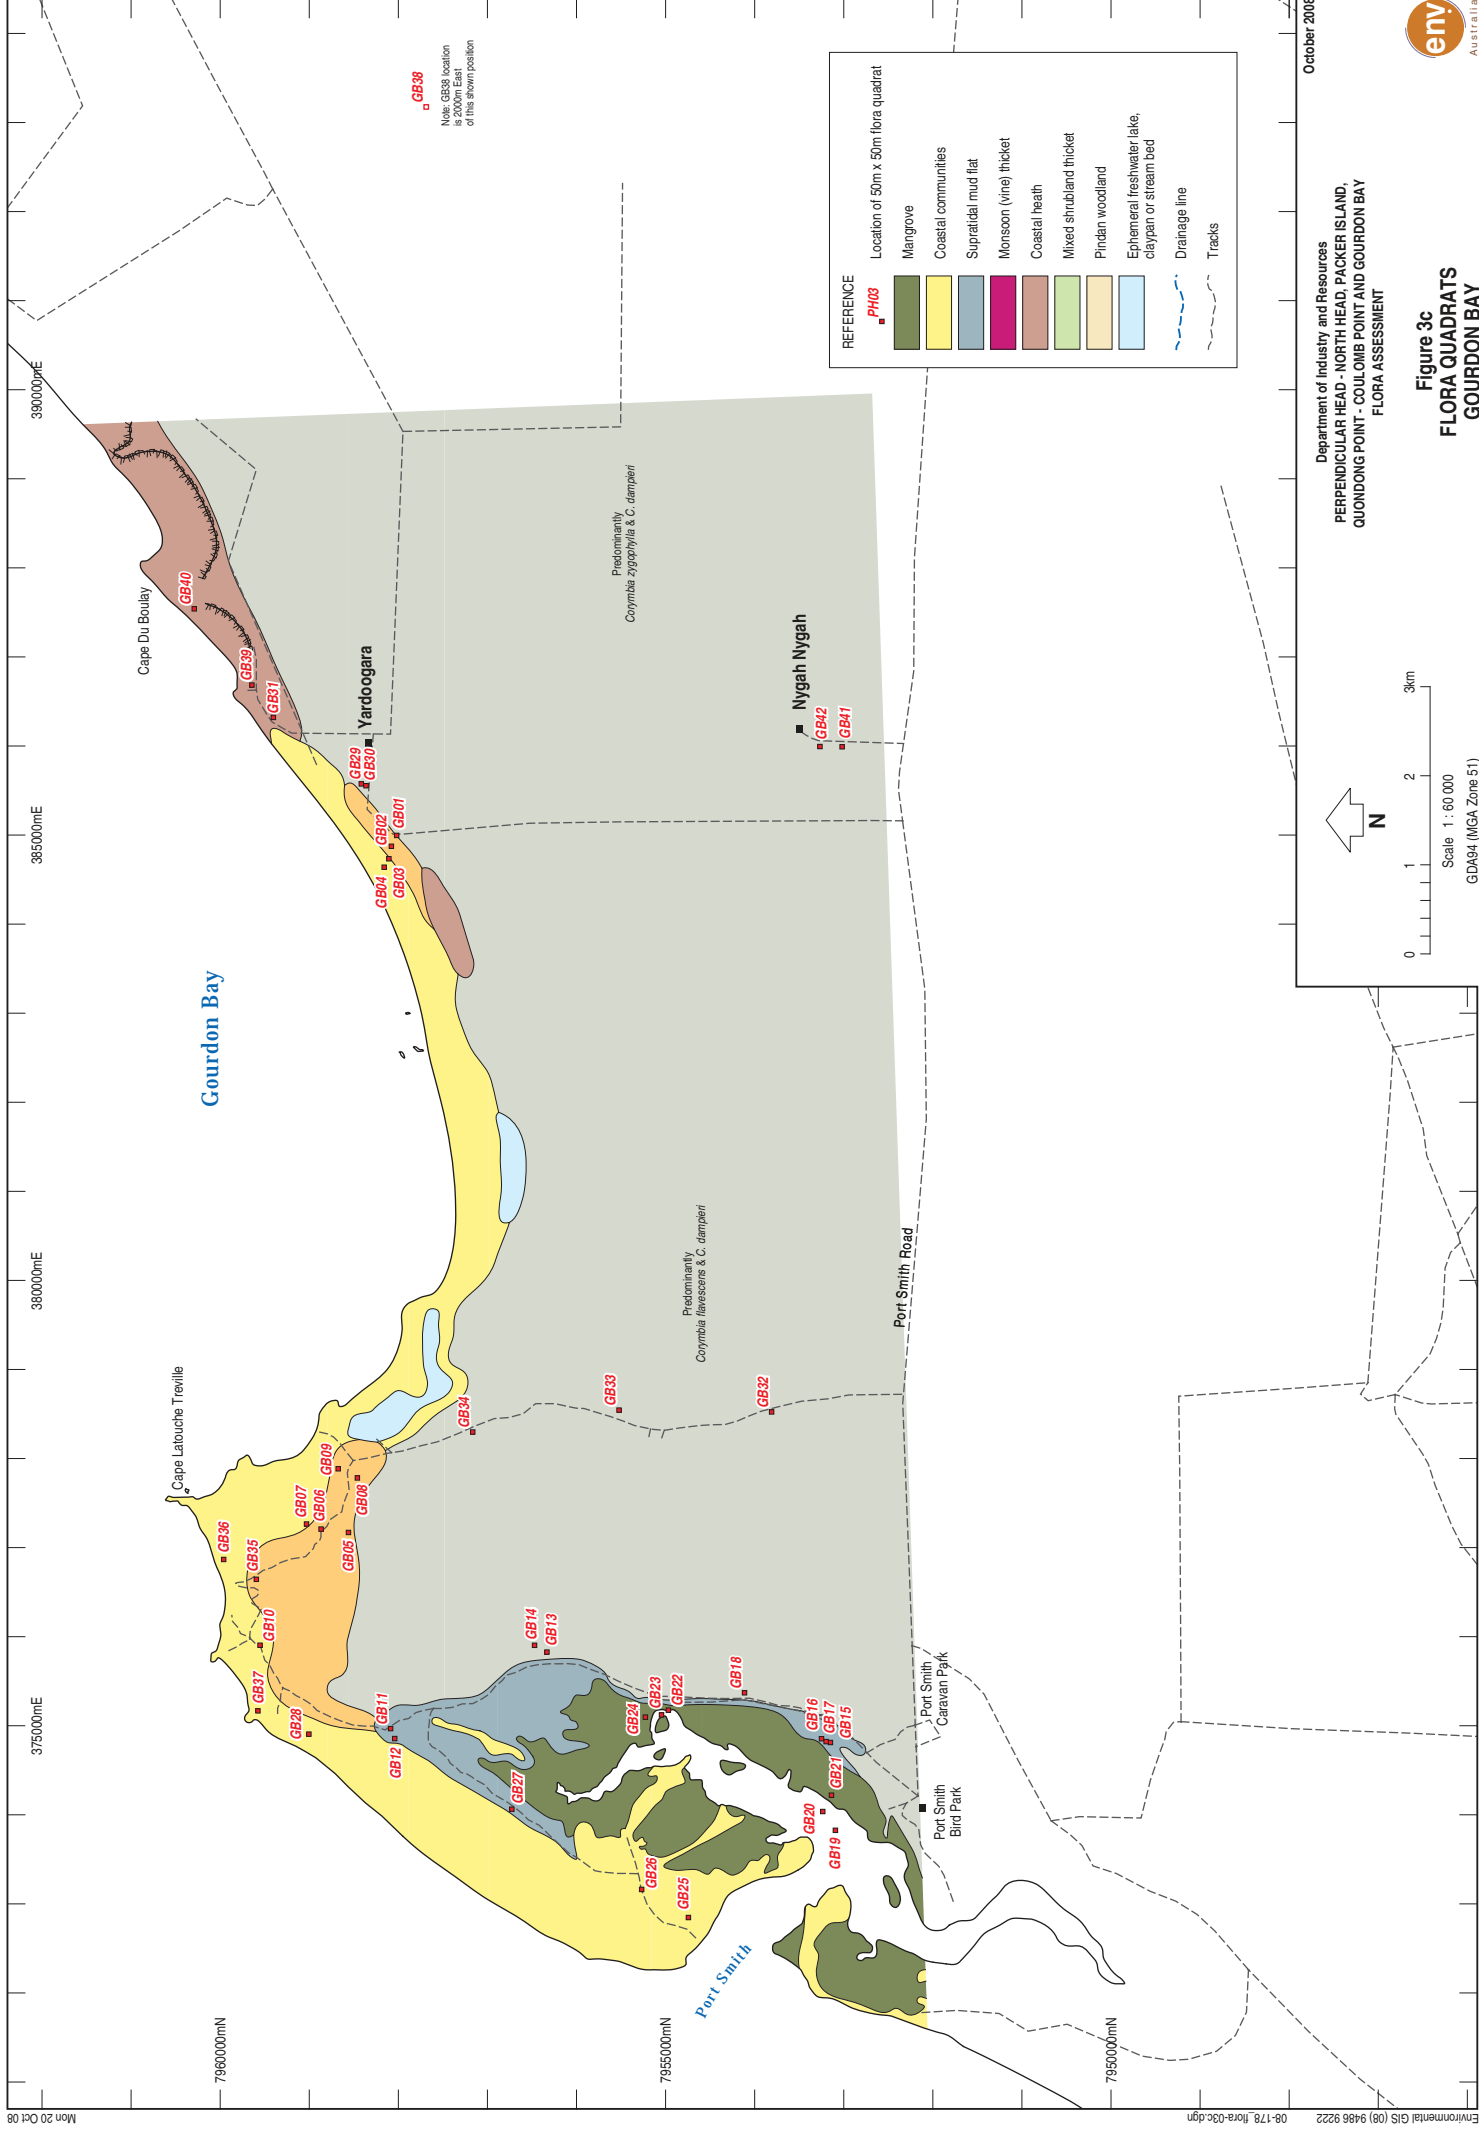 Gourdon Bay
Port Smith
375000mE
380000mE
385000mE
390000mE
7960000mN
7955000mN
7950000mN
Cape Latouche Treville
Cape Du Boulay
Yardoogara
Nygah Nygah
Port Smith Road
Port Smith
Caravan Park
Port Smith
Bird Park
Predominantly
Corymbia flavescens & C. dampieri
Predominantly
Corymbia zygophylla & C. dampieri
GB36
GB35
GB07
GB06
GB09
GB08
GB05
GB10
GB37
GB28
GB11
GB12
GB27
GB26
GB25
GB14
GB13
GB24
GB23
GB22
GB18
GB16
GB17
GB15
GB21
GB20
GB19
GB34
GB33
GB32
GB04
GB03
GB02
GB01
GB29
GB30
GB31
GB39
GB40
GB42
GB41
GB38
Note: GB38 location
is 2000m East
of this shown position
REFERENCE
PH03
Location of 50m x 50m flora quadrat
Mangrove
Coastal communities
Supratidal mud flat
Monsoon (vine) thicket
Coastal heath
Mixed shrubland thicket
Pindan woodland
Ephemeral freshwater lake,
claypan or stream bed
Drainage line
Tracks
N
0 1 2 3km
Scale 1 : 60 000
GDA94 (MGA Zone 51)
October 2008
Department of Industry and Resources
PERPENDICULAR HEAD - NORTH HEAD, PACKER ISLAND,
QUONDONG POINT - COULOMB POINT AND GOURDON BAY
FLORA ASSESSMENT
Figure 3c
FLORA QUADRATS
GOURDON BAY
env
Australia
Environmental GIS (08) 9486 9222
08-178_flora-03c.dgn
Mon 20 Oct 08